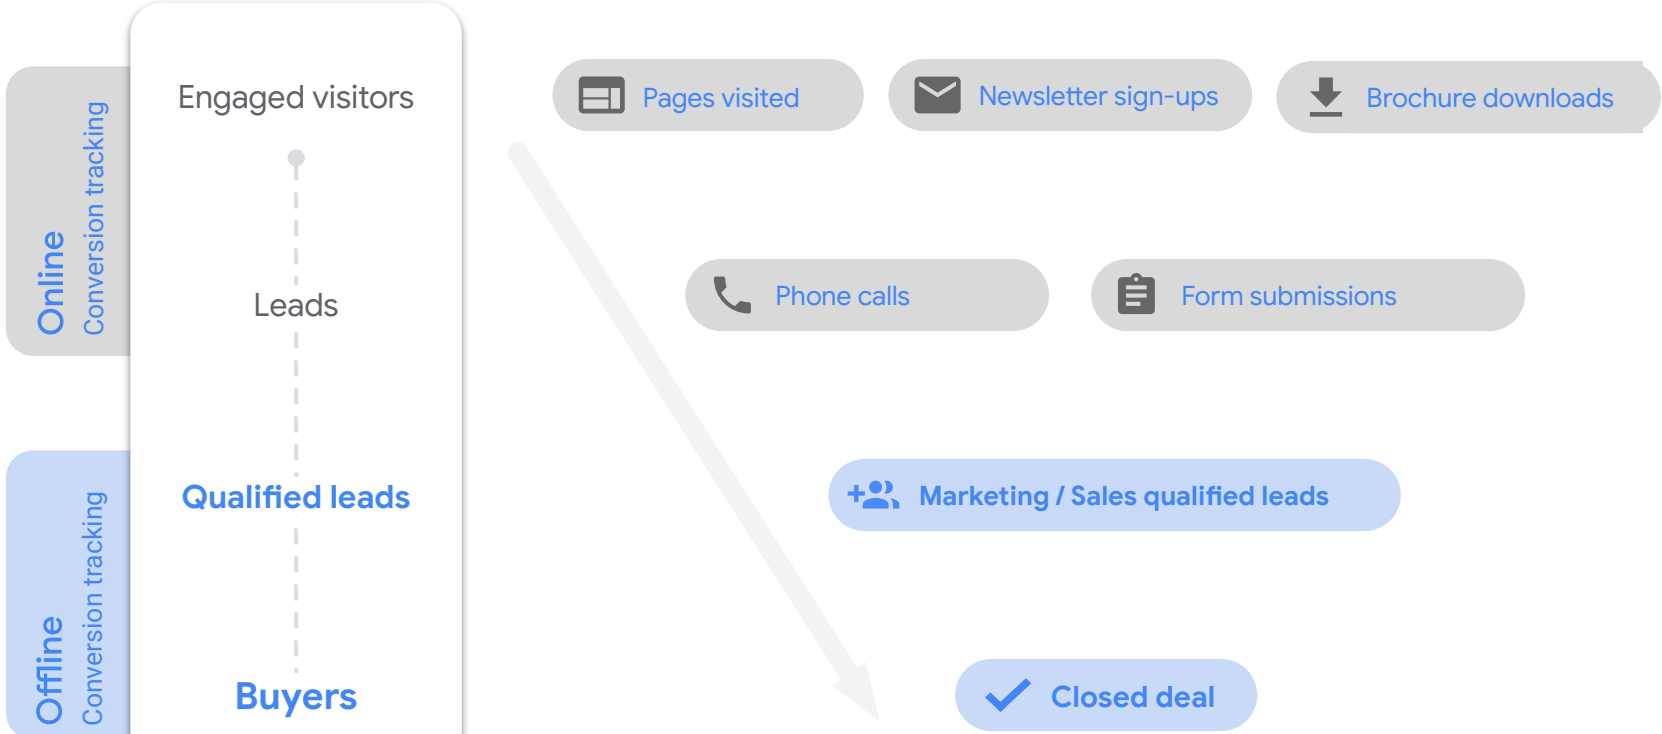 Online
Conversion tracking
Engaged visitors
Pages visited
Newsletter sign-ups
Brochure downloads
Leads
Phone calls
Form submissions
Offline
Conversion tracking
Qualified leads
Marketing / Sales qualified leads
Buyers
Closed deal